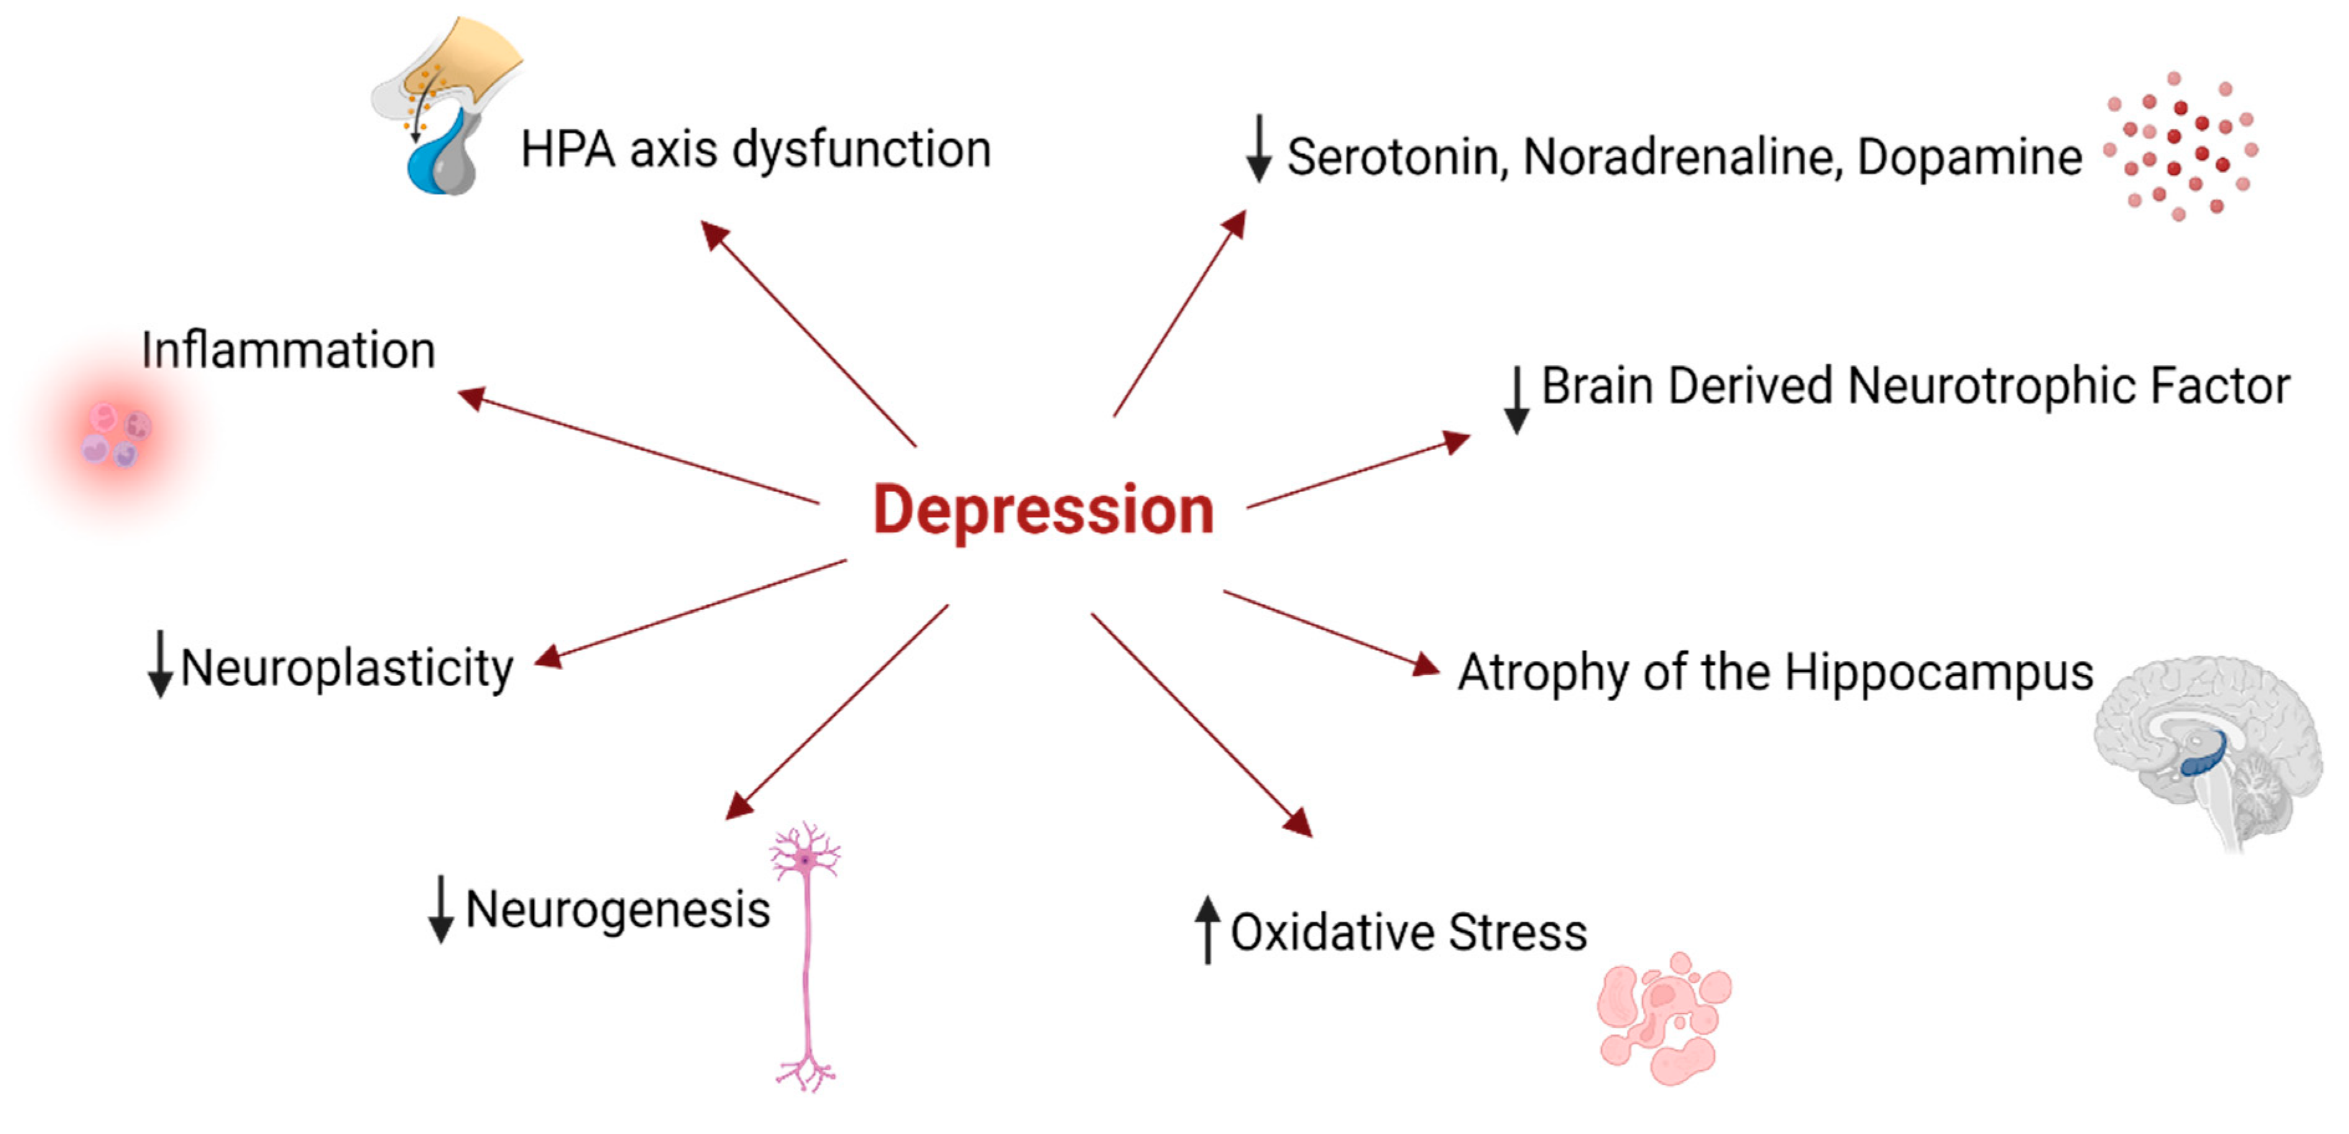 HPA axis dysfunction
↓ Serotonin, Noradrenaline, Dopamine
Inflammation
↓ Brain Derived Neurotrophic Factor
Depression
↓ Neuroplasticity
Atrophy of the Hippocampus
↓ Neurogenesis
↑ Oxidative Stress